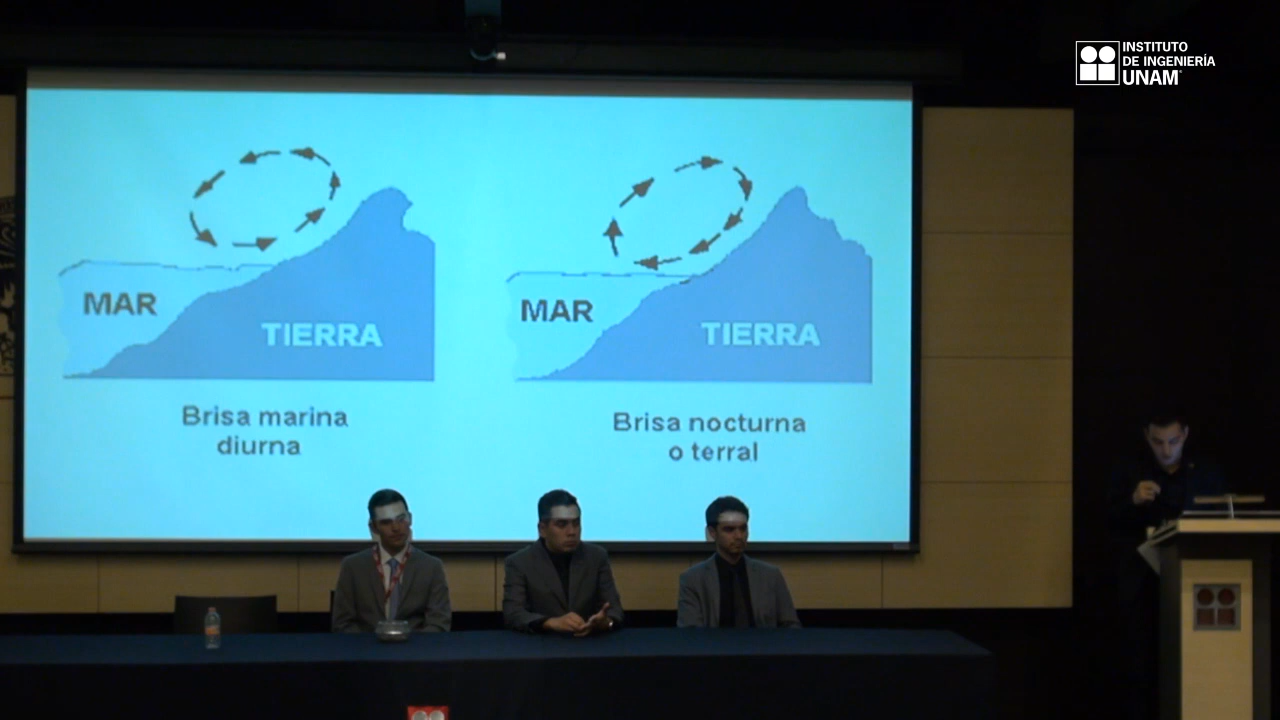 INSTITUTO
DE INGENIERÍA
UNAM
MAR
TIERRA
Brisa marina
diurna
MAR
TIERRA
Brisa nocturna
o terral